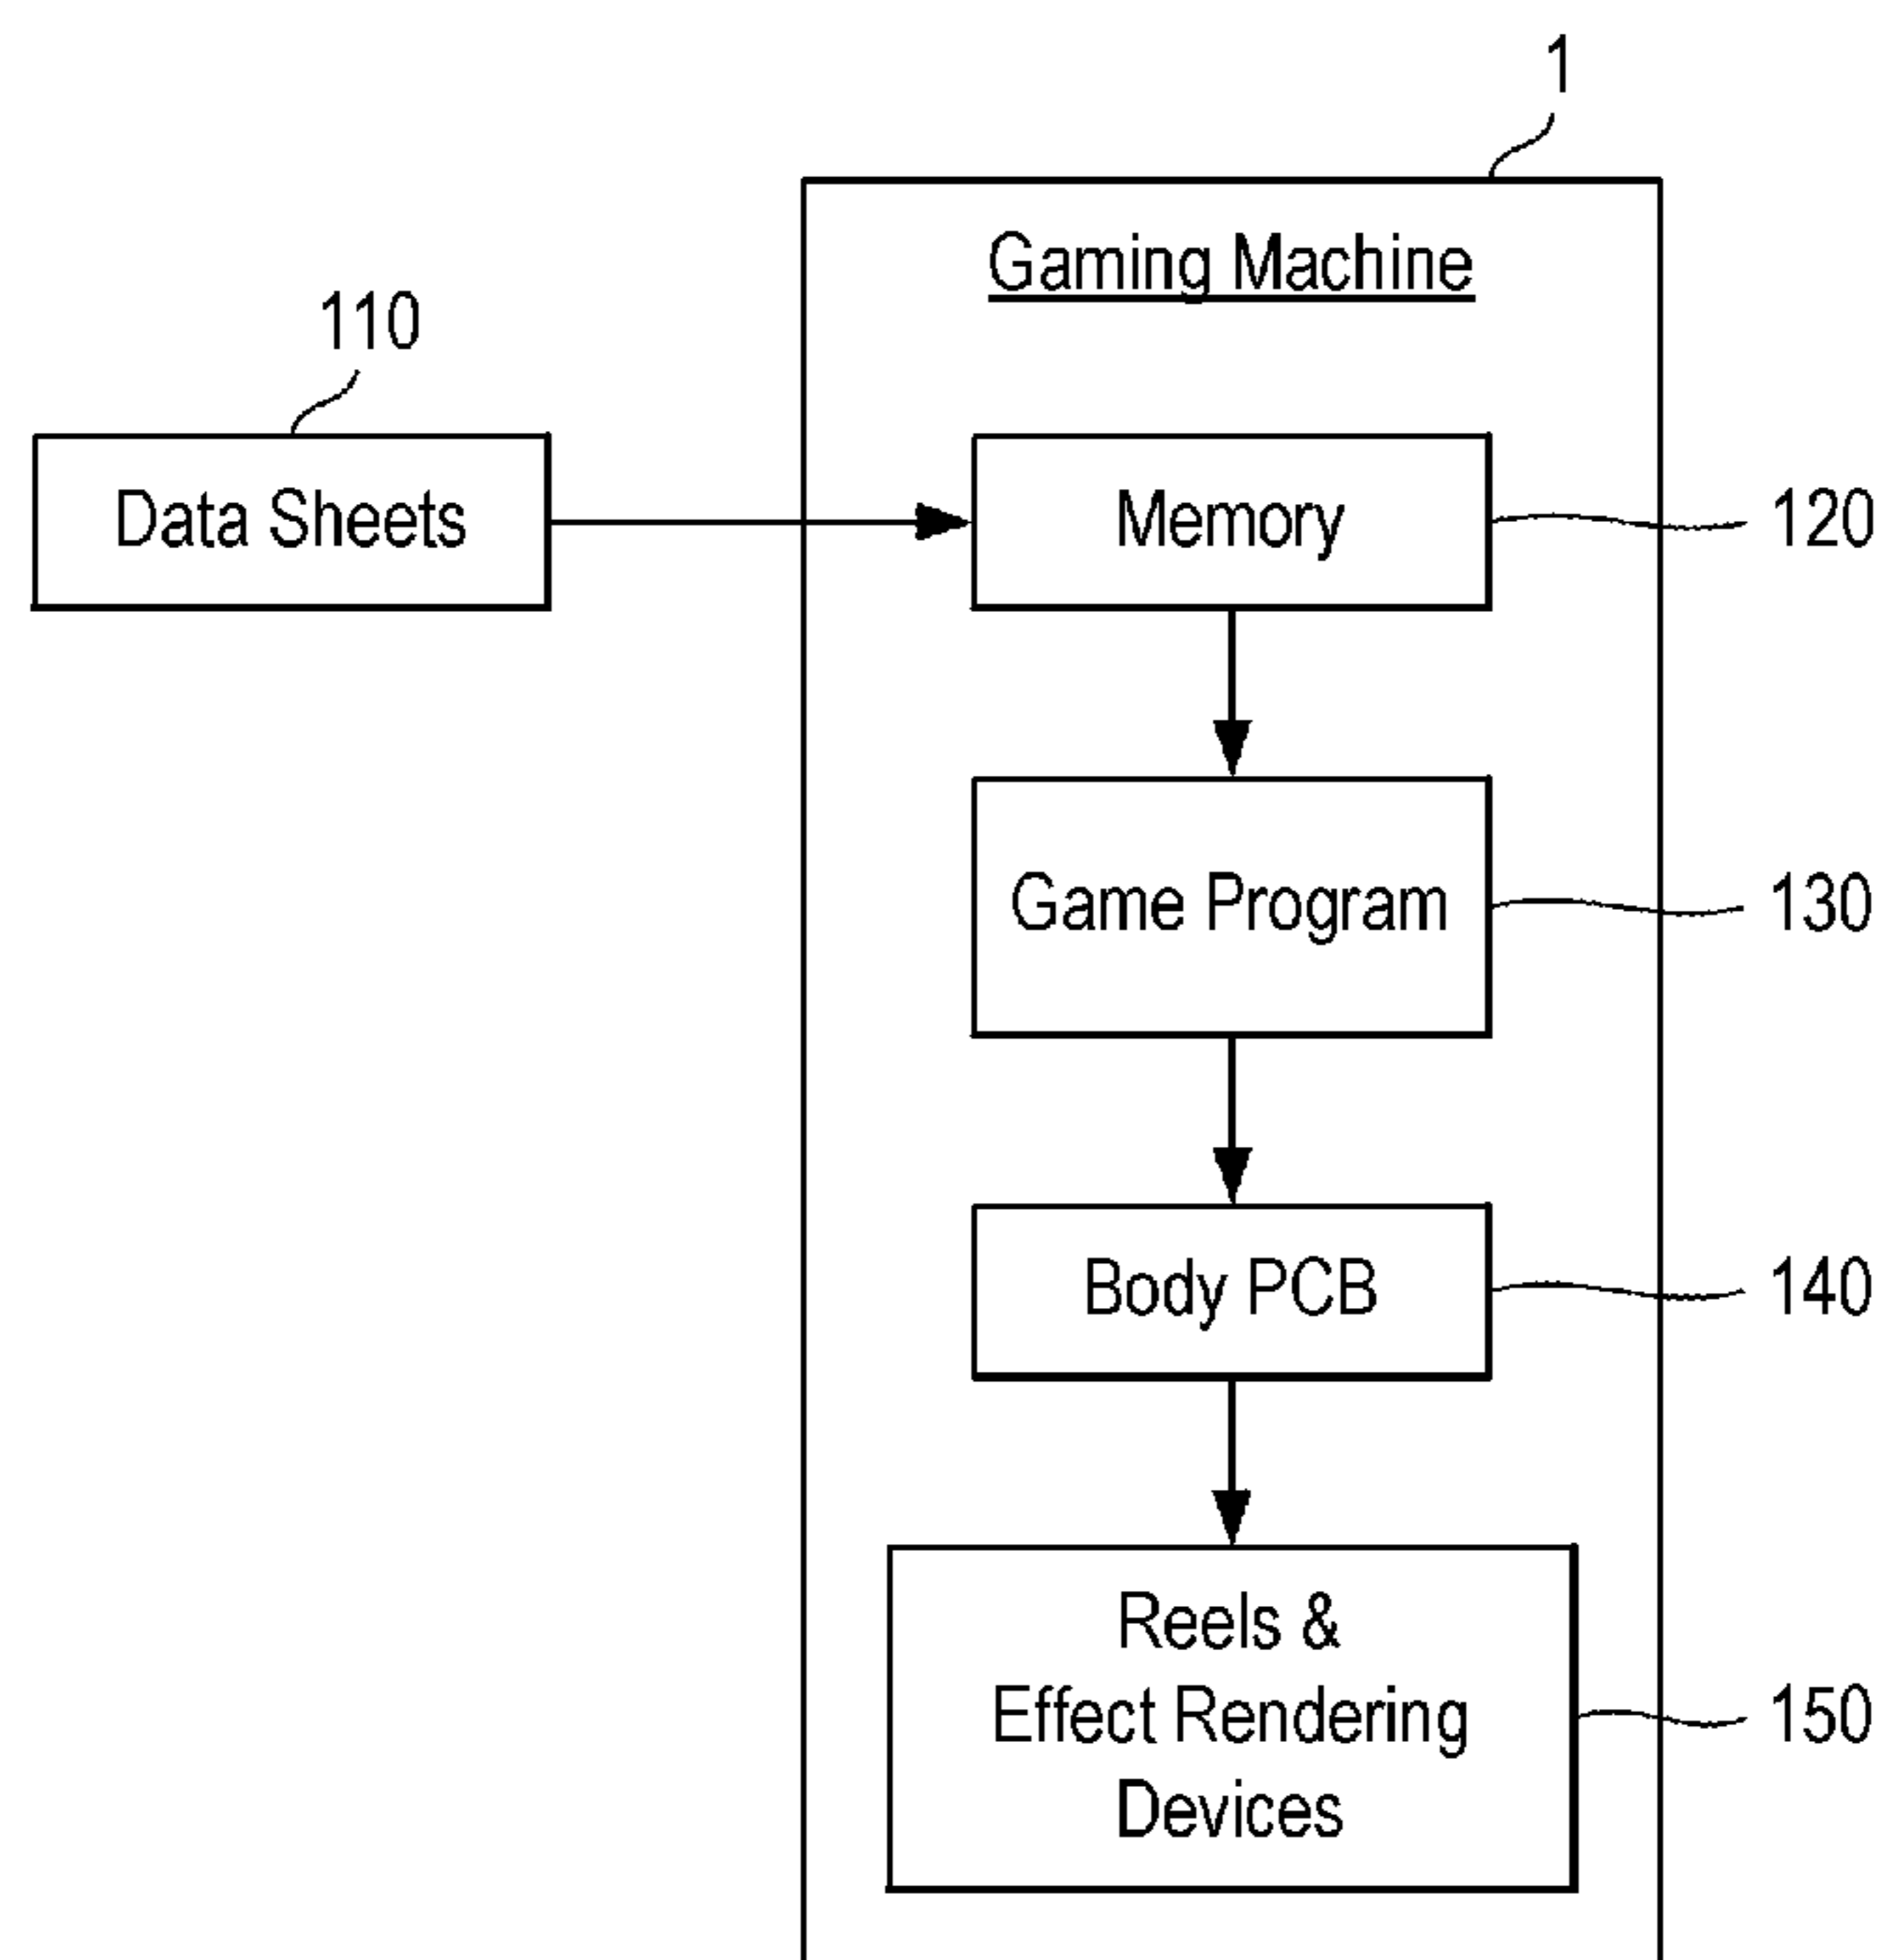 1
Gaming Machine
110
Data Sheets
Memory
120
Game Program
130
Body PCB
140
Reels &
Effect Rendering
Devices
150